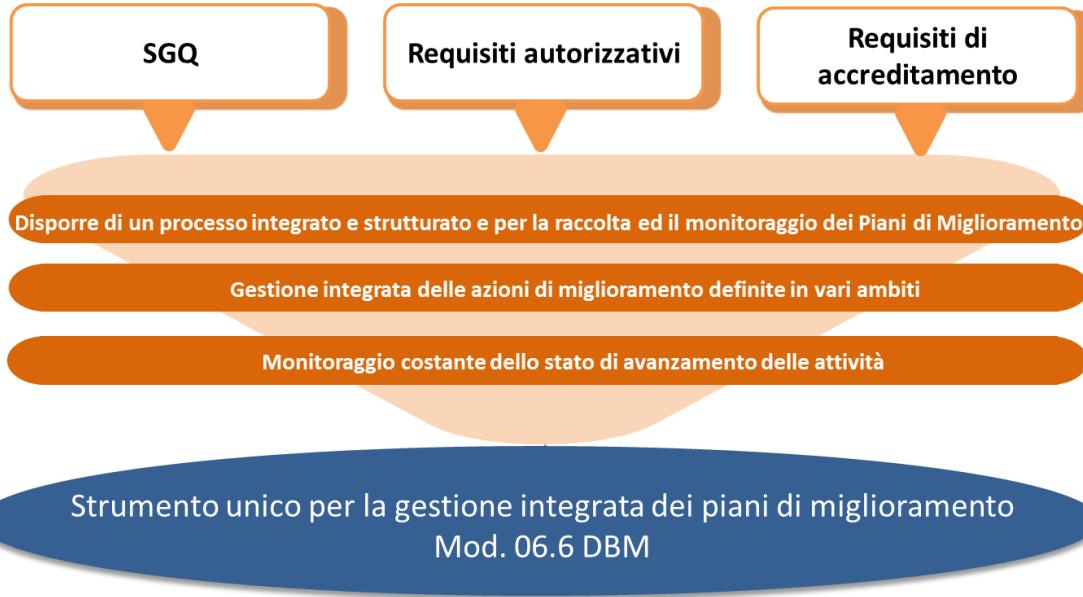 SGQ
Requisiti autorizzativi
Requisiti di
accreditamento
Disporre di un processo integrato e strutturato e per la raccolta ed il monitoraggio dei Piani di Miglioramento
Gestione integrata delle azioni di miglioramento definite in vari ambiti
Monitoraggio costante dello stato di avanzamento delle attività
Strumento unico per la gestione integrata dei piani di miglioramento
Mod. 06.6 DBM